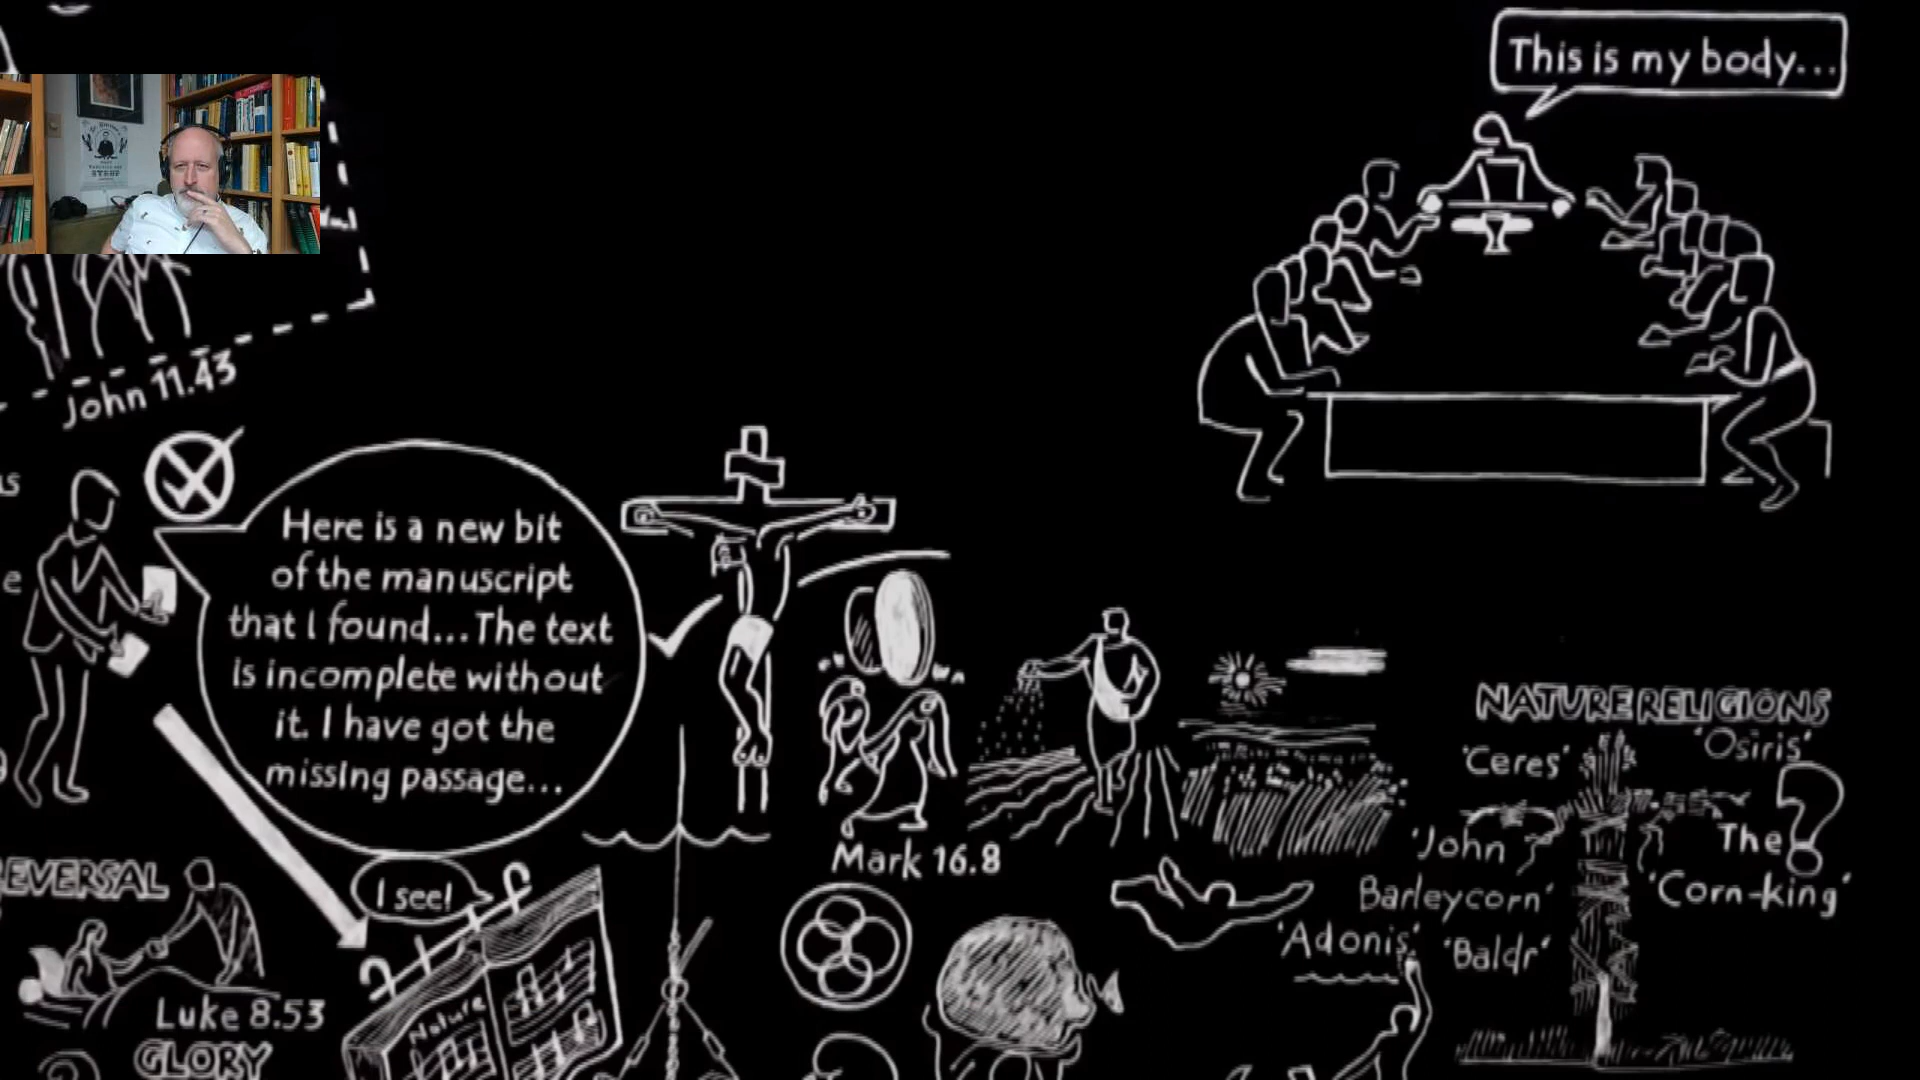 This is my body...
John 11.43
Here is a new bit
of the manuscript
that I found...The text
is incomplete without
it. I have got the
missing passage...
NATURE RELIGIONS
'Ceres'
'Osiris'
?
'John
Barleycorn'
The
'Corn-king'
Mark 16.8
'Adonis'
'Baldr'
I see!
EVERSAL
Luke 8.53
GLORY
Nature